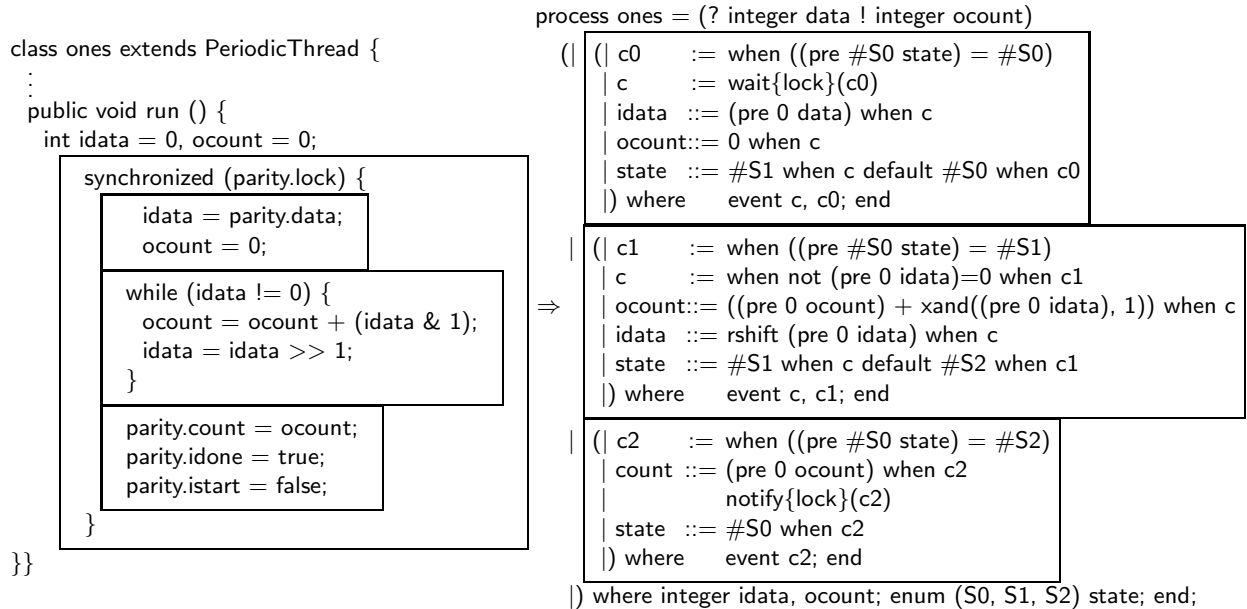 class ones extends PeriodicThread {
⋮
public void run () {
int idata = 0, ocount = 0;
synchronized (parity.lock) {
idata = parity.data;
ocount = 0;
while (idata != 0) {
ocount = ocount + (idata & 1);
idata = idata >> 1;
}
parity.count = ocount;
parity.idone = true;
parity.istart = false;
}
}}
⇒
process ones = (? integer data ! integer ocount)
(| (| c0 := when ((pre #S0 state) = #S0)
| c := wait{lock}(c0)
| idata ::= (pre 0 data) when c
| ocount::= 0 when c
| state ::= #S1 when c default #S0 when c0
|) where event c, c0; end
| (| c1 := when ((pre #S0 state) = #S1)
| c := when not (pre 0 idata)=0 when c1
| ocount::= ((pre 0 ocount) + xand((pre 0 idata), 1)) when c
| idata ::= rshift (pre 0 idata) when c
| state ::= #S1 when c default #S2 when c1
|) where event c, c1; end
| (| c2 := when ((pre #S0 state) = #S2)
| count ::= (pre 0 ocount) when c2
| notify{lock}(c2)
| state ::= #S0 when c2
|) where event c2; end
|) where integer idata, ocount; enum (S0, S1, S2) state; end;